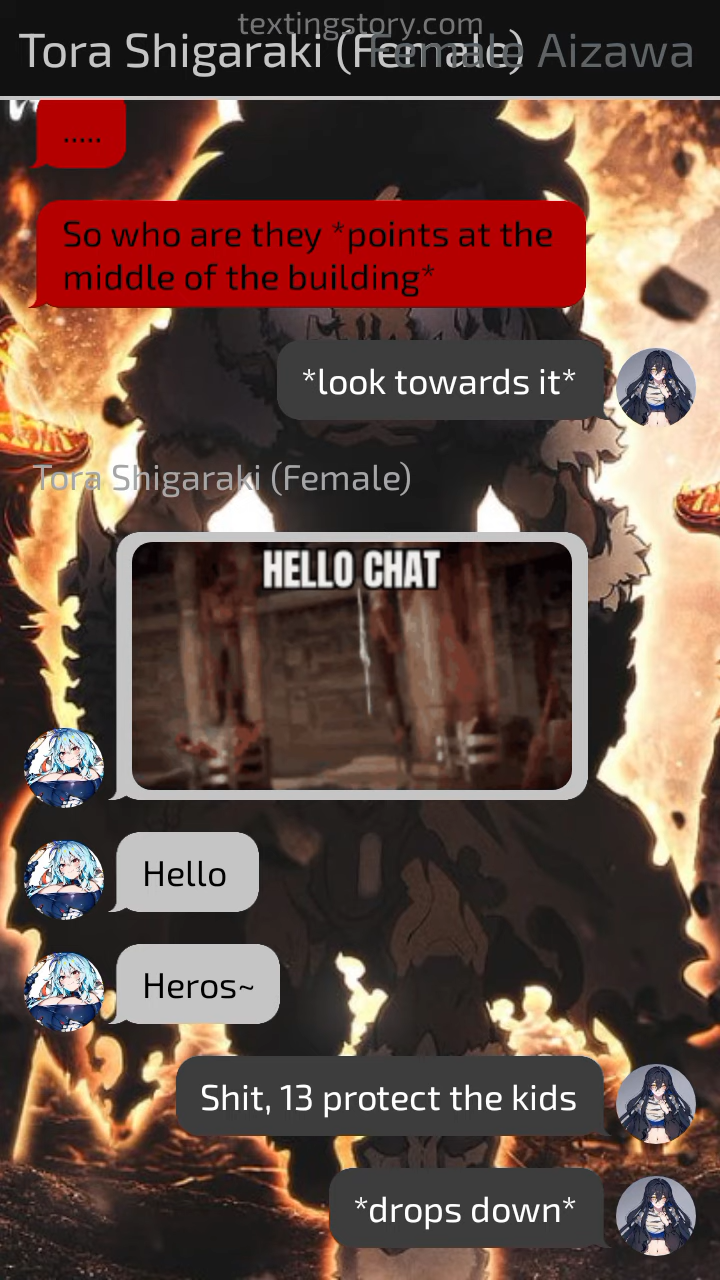 textingstory.com
Tora Shigaraki (Female)
Female Aizawa
.....
So who are they *points at the
middle of the building*
*look towards it*
Tora Shigaraki (Female)
HELLO CHAT
Hello
Heros~
Shit, 13 protect the kids
*drops down*